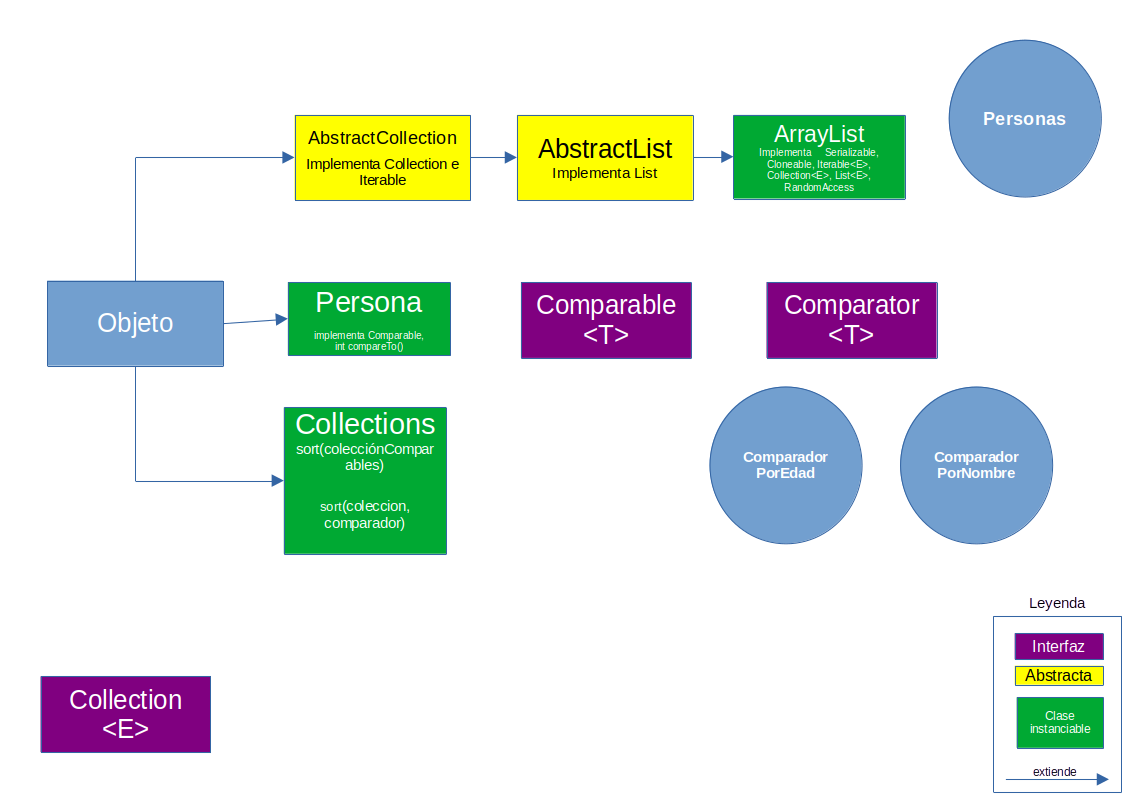 AbstractCollection
Implementa Collection e
Iterable
AbstractList
Implementa List
ArrayList
Implementa Serializable,
Cloneable, Iterable<E>,
Collection<E>, List<E>,
RandomAccess
Personas
Objeto
Persona
implementa Comparable,
int compareTo()
Comparable
<T>
Comparator
<T>
Collections
sort(colecciónCompar
ables)
sort(coleccion,
comparador)
Comparador
PorEdad
Comparador
PorNombre
Collection
<E>
Leyenda
Interfaz
Abstracta
Clase
instanciable
extiende